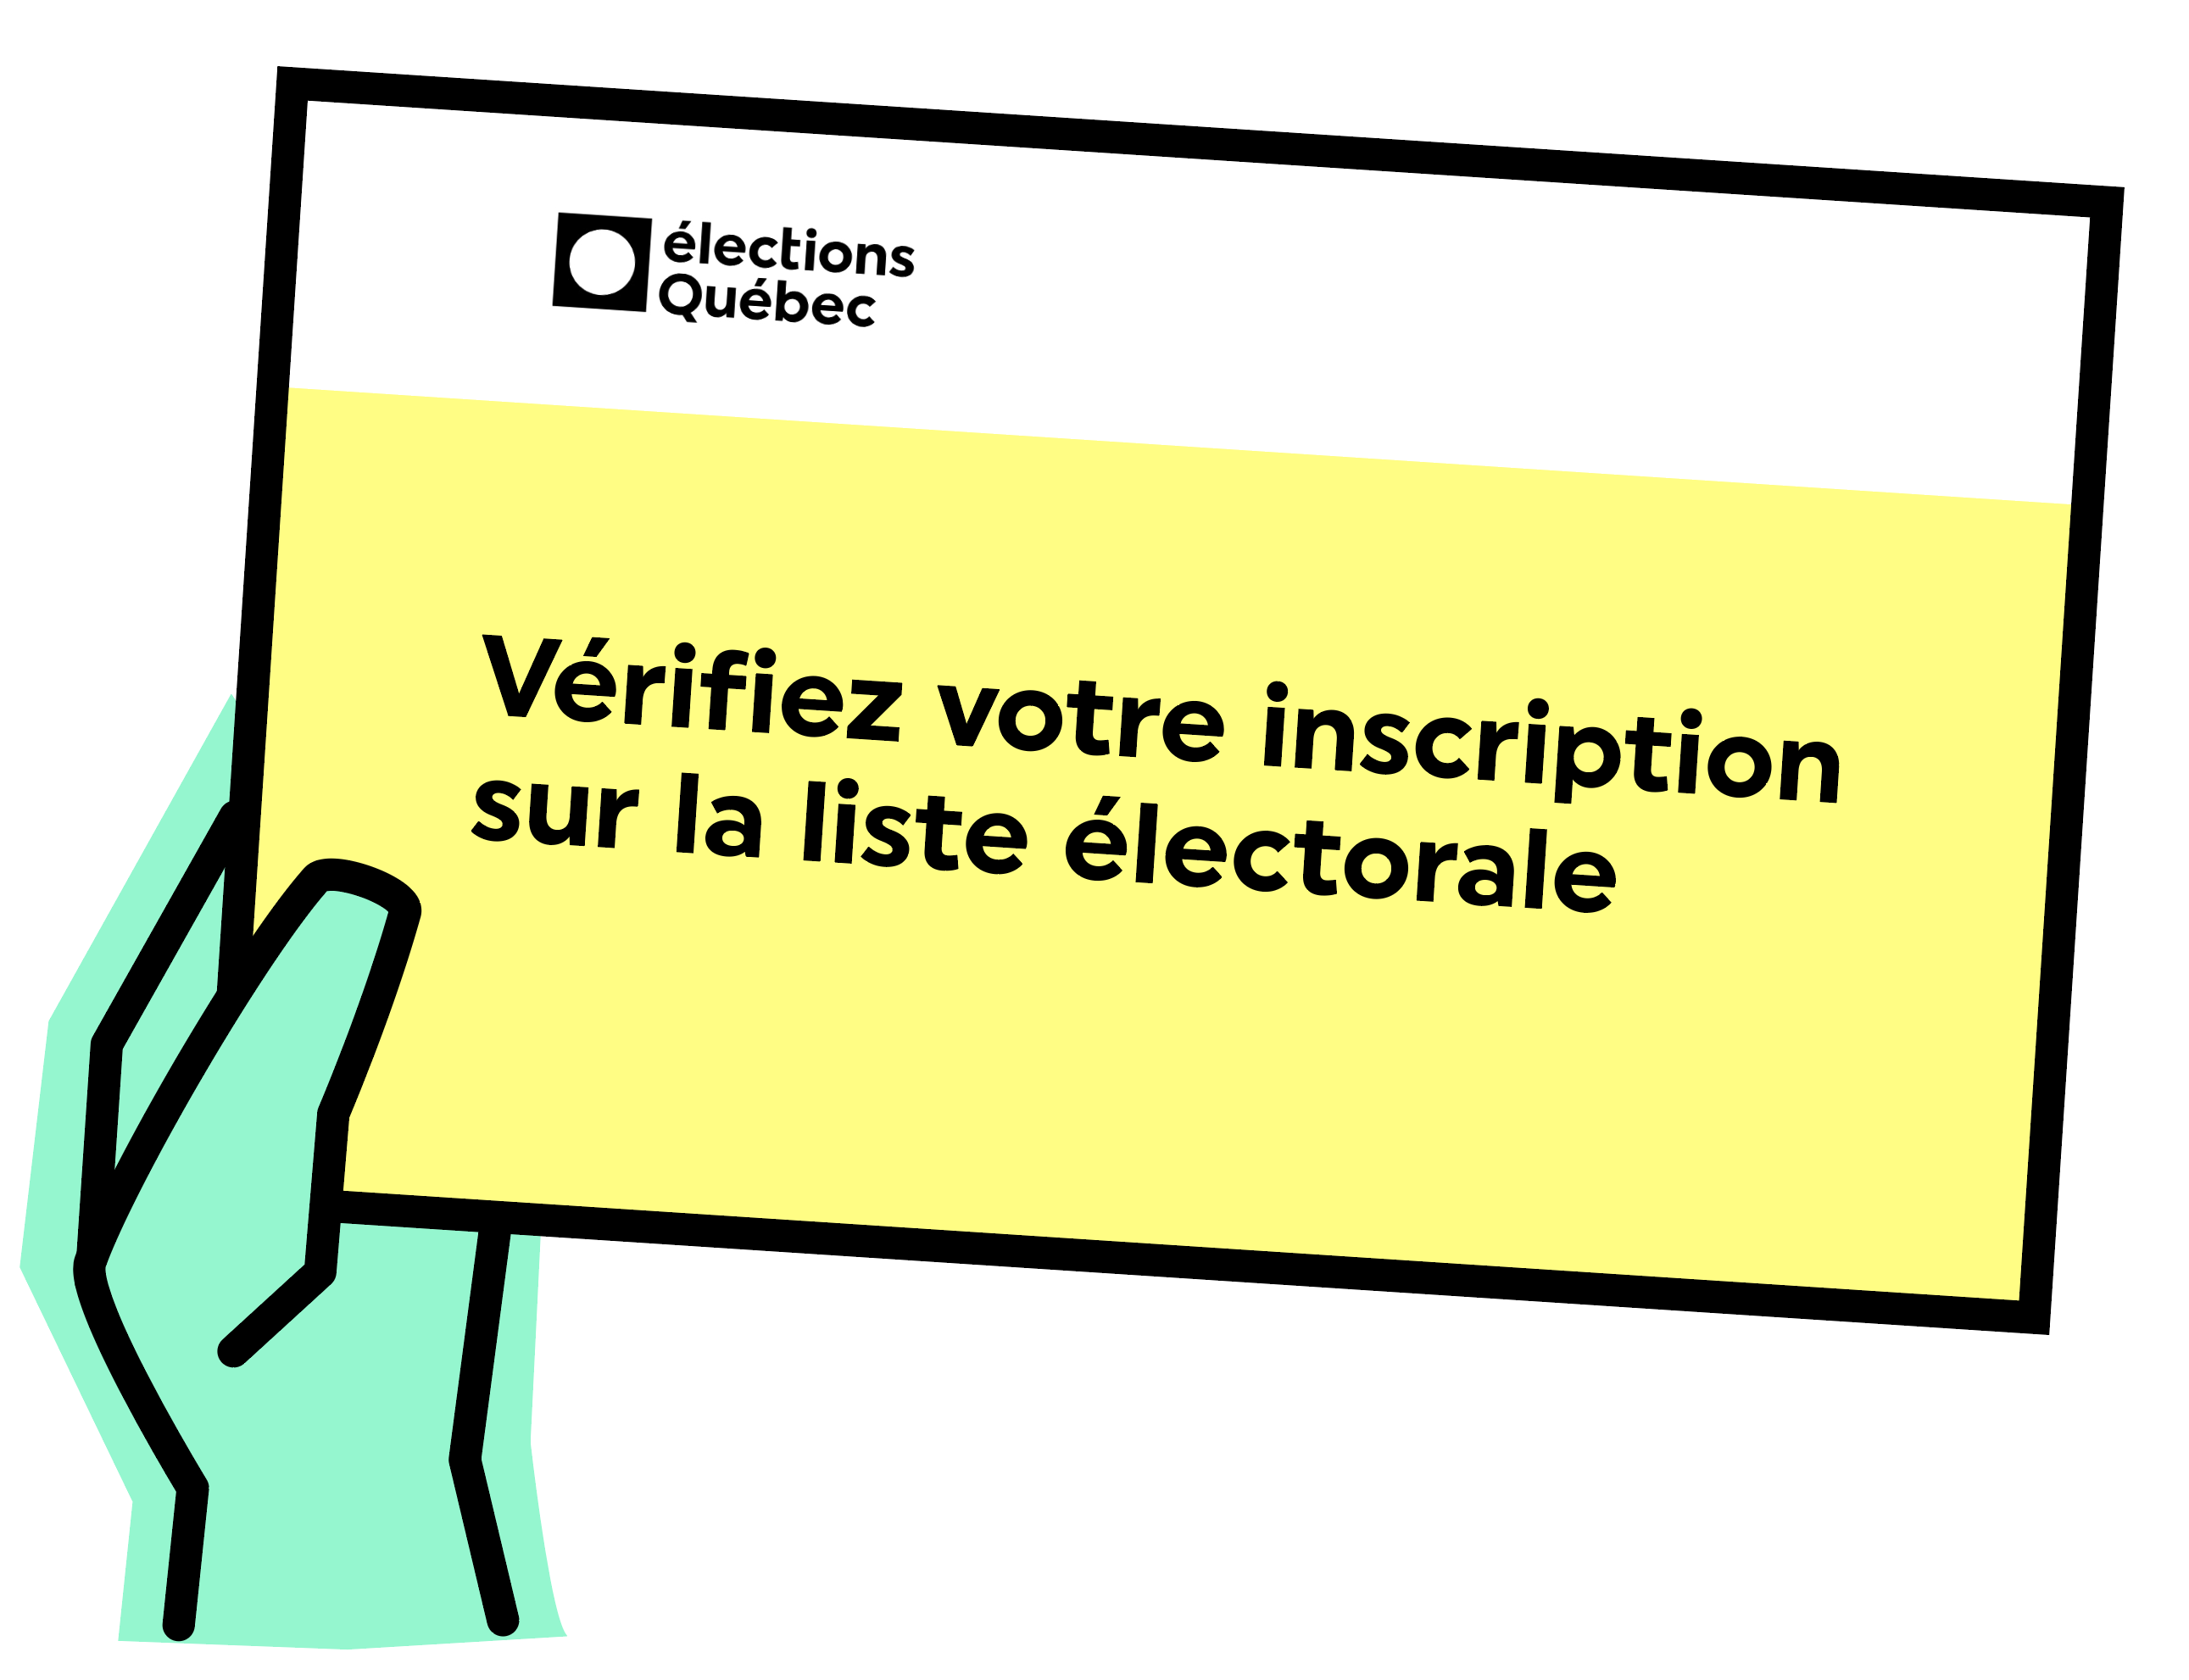 élections
Québec
Vérifiez votre inscription
sur la liste électorale